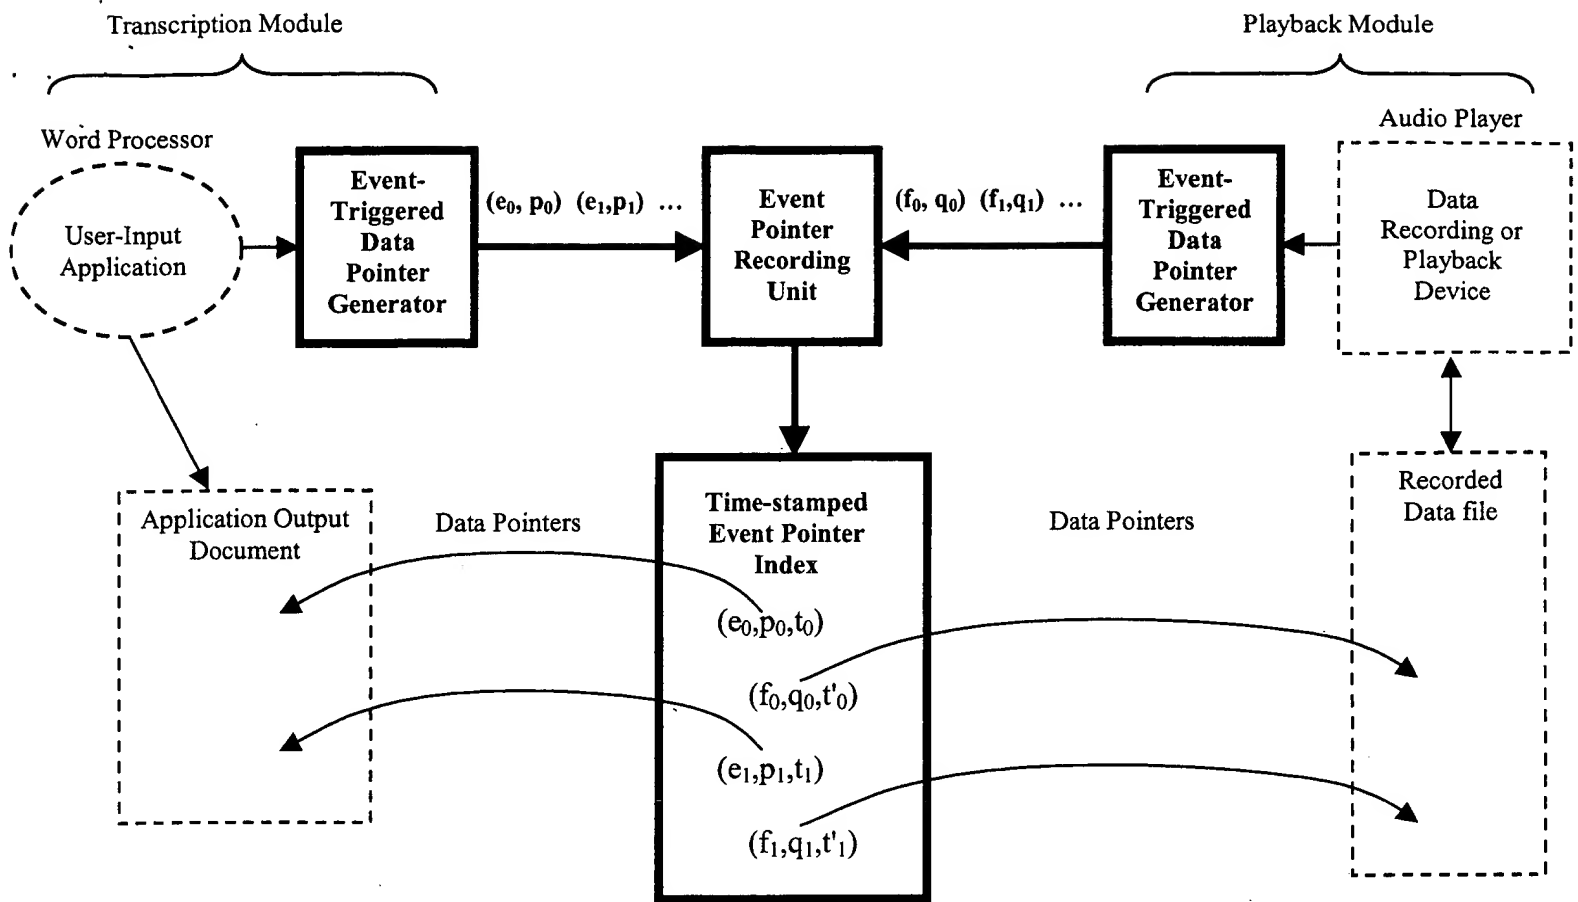 Transcription Module
Playback Module
Word Processor
Audio Player
User-Input
Application
Event-
Triggered
Data
Pointer
Generator
(e₀, p₀) (e₁,p₁) ...
Event
Pointer
Recording
Unit
(f₀, q₀) (f₁,q₁) ...
Event-
Triggered
Data
Pointer
Generator
Data
Recording or
Playback
Device
Application Output
Document
Data Pointers
Time-stamped
Event Pointer
Index
Data Pointers
Recorded
Data file
(e₀,p₀,t₀)
(f₀,q₀,t'₀)
(e₁,p₁,t₁)
(f₁,q₁,t'₁)